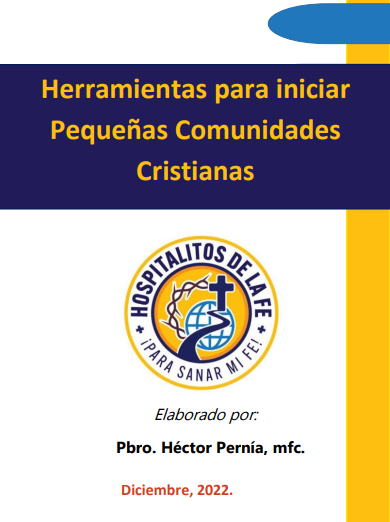 Herramientas para iniciar
Pequeñas Comunidades
Cristianas
HOSPITALITOS DE LA FE
¡PARA SANAR MI FE!
Elaborado por:
Pbro. Héctor Pernía, mfc.
Diciembre, 2022.